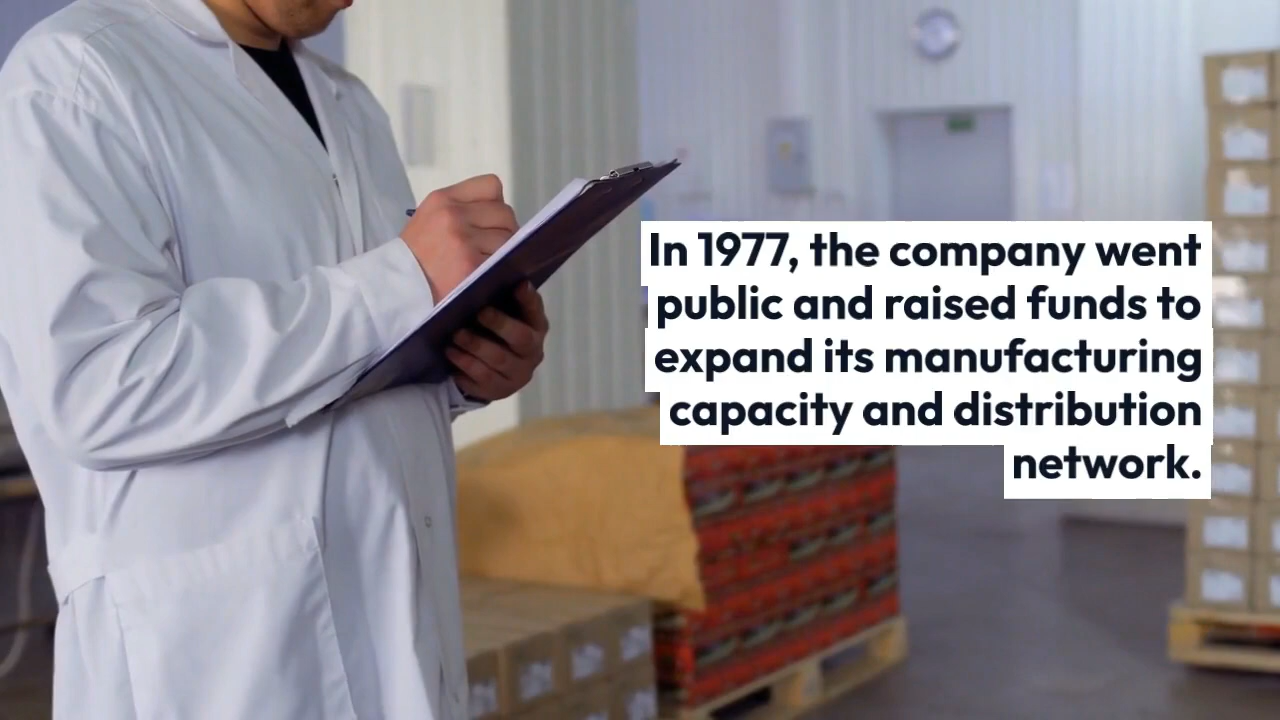 In 1977, the company went
public and raised funds to
expand its manufacturing
capacity and distribution
network.